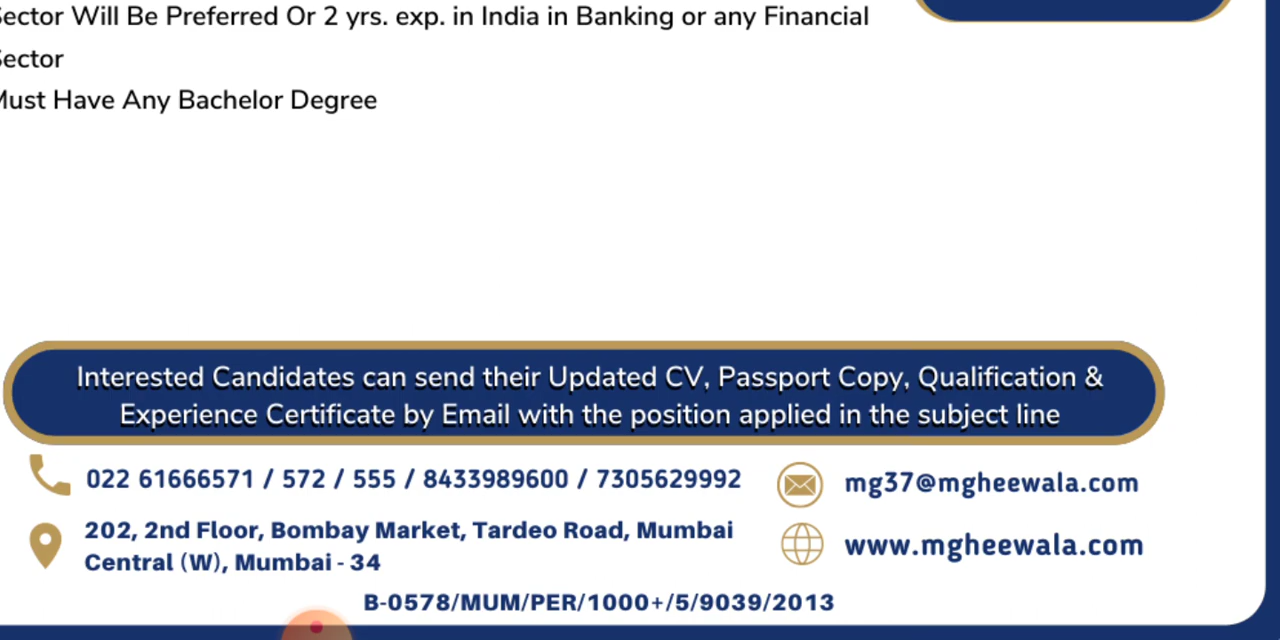 Sector Will Be Preferred Or 2 yrs. exp. in India in Banking or any Financial
Sector
Must Have Any Bachelor Degree
Interested Candidates can send their Updated CV, Passport Copy, Qualification &
Experience Certificate by Email with the position applied in the subject line
022 61666571 / 572 / 555 / 8433989600 / 7305629992
mg37@mgheewala.com
202, 2nd Floor, Bombay Market, Tardeo Road, Mumbai
Central (W), Mumbai - 34
www.mgheewala.com
B-0578/MUM/PER/1000+/5/9039/2013